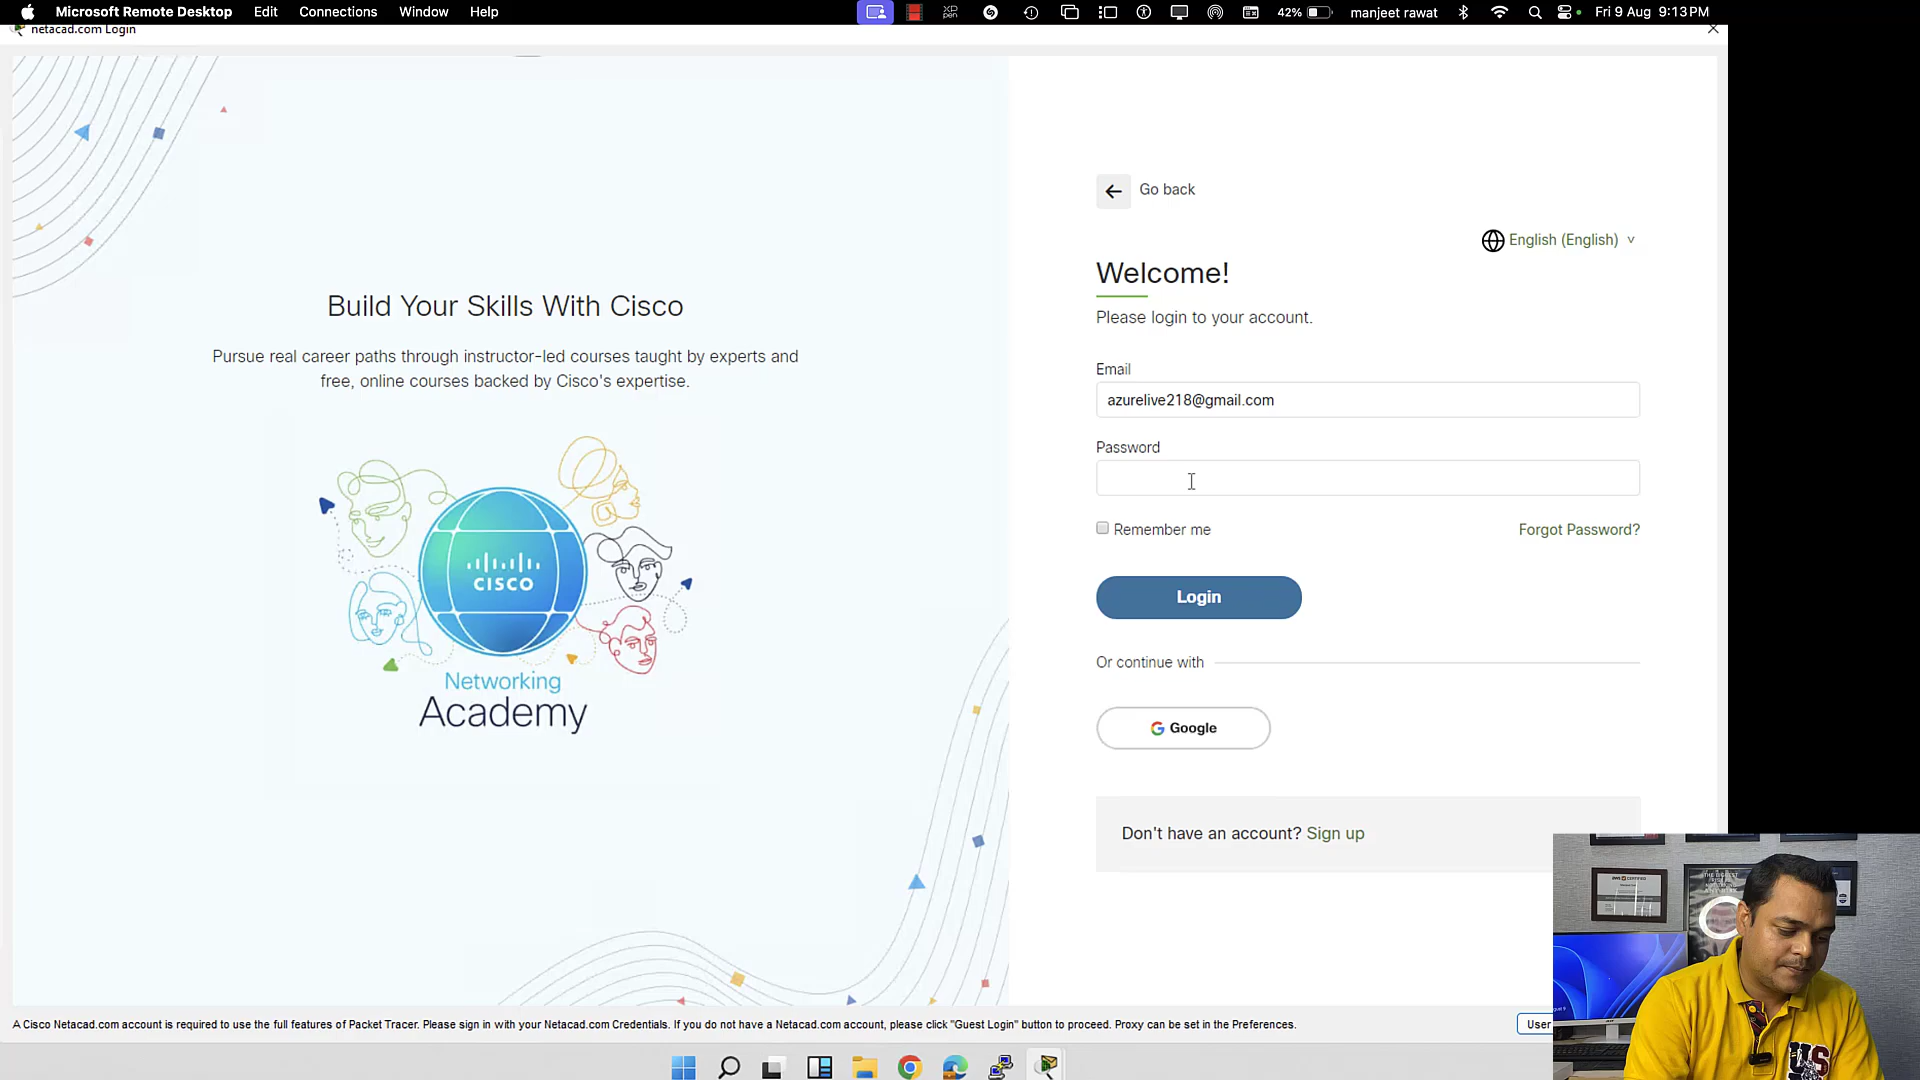 Microsoft Remote Desktop Edit Connections Window Help
XP
pen
42%
manjeet rawat
Fri 9 Aug 9:13 PM
netacad.com Login
Go back
English (English)
Welcome!
Please login to your account.
Build Your Skills With Cisco
Pursue real career paths through instructor-led courses taught by experts and
free, online courses backed by Cisco's expertise.
Email
azurelive218@gmail.com
Password
Remember me
Forgot Password?
CISCO
Networking
Academy
Login
Or continue with
Google
Don't have an account? Sign up
A Cisco Netacad.com account is required to use the full features of Packet Tracer. Please sign in with your Netacad.com Credentials. If you do not have a Netacad.com account, please click "Guest Login" button to proceed. Proxy can be set in the Preferences.
User
US